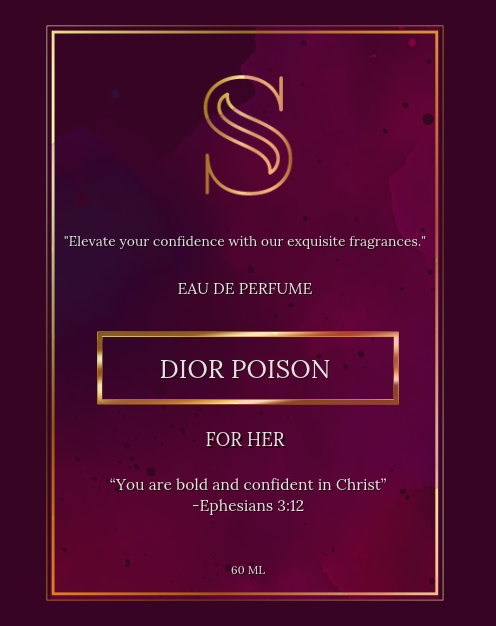 S
"Elevate your confidence with our exquisite fragrances."
EAU DE PERFUME
DIOR POISON
FOR HER
“You are bold and confident in Christ”
-Ephesians 3:12
60 ML